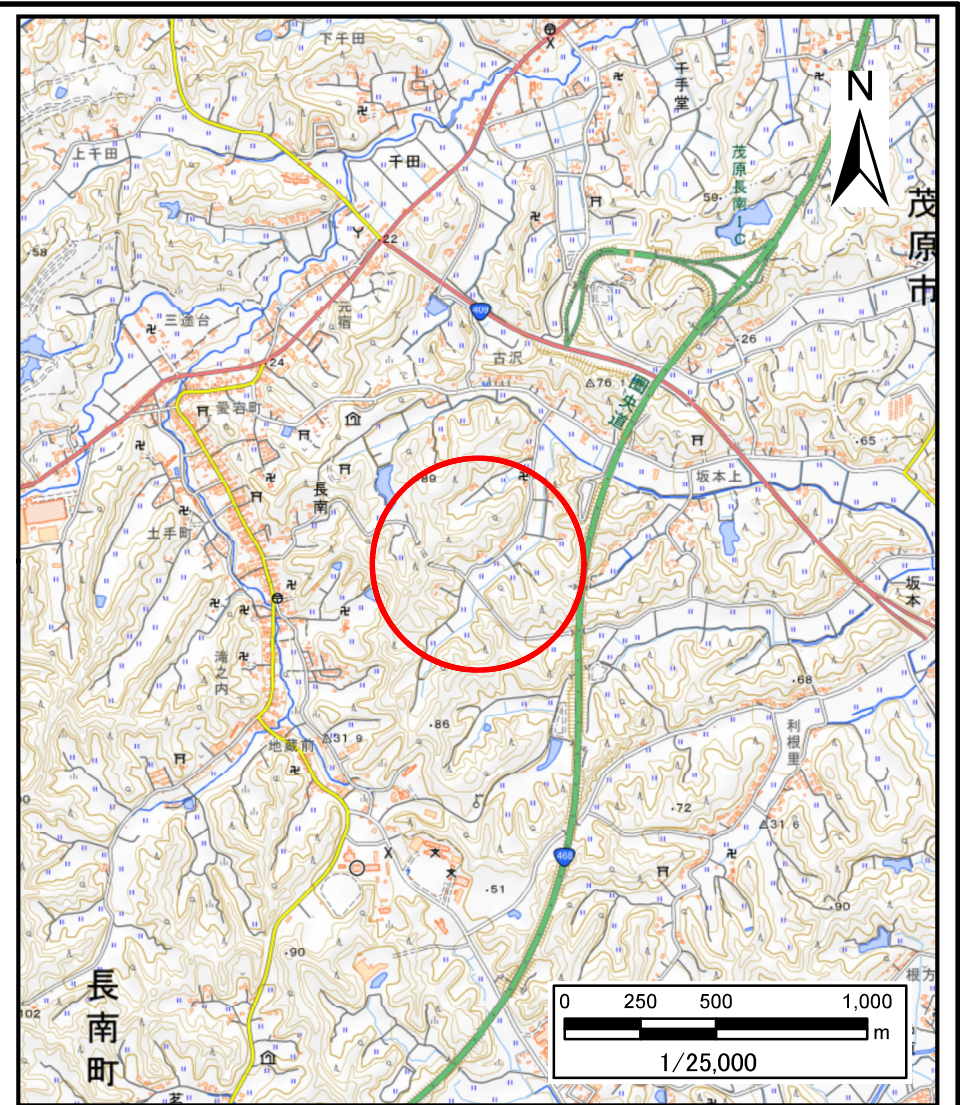 下千田
千手堂
N
上千田
千田
茂原長南IC
59
茂原市
22
58
三途台
元宿
409
26
24
古沢
76.1
圏央道
愛宕町
65
89
坂本上
長南
土手町
坂本
滝之内
68
86
利根里
地蔵前
31.9
72
31.6
468
51
90
90
長南町
根方
102
0 250 500 1,000
m
1/25,000